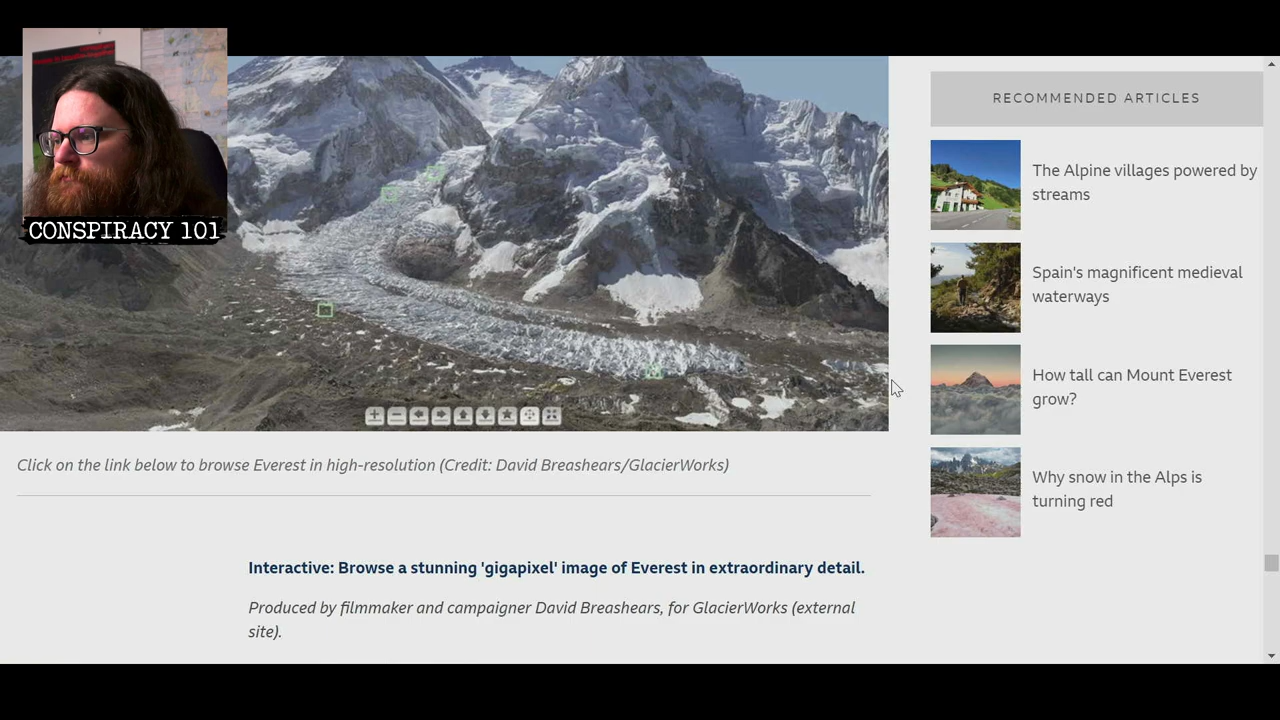 CONSPIRACY 101
RECOMMENDED ARTICLES
The Alpine villages powered by
streams
Spain's magnificent medieval
waterways
How tall can Mount Everest
grow?
Why snow in the Alps is
turning red
Click on the link below to browse Everest in high-resolution (Credit: David Breashears/GlacierWorks)
Interactive: Browse a stunning 'gigapixel' image of Everest in extraordinary detail.
Produced by filmmaker and campaigner David Breashears, for GlacierWorks (external
site).